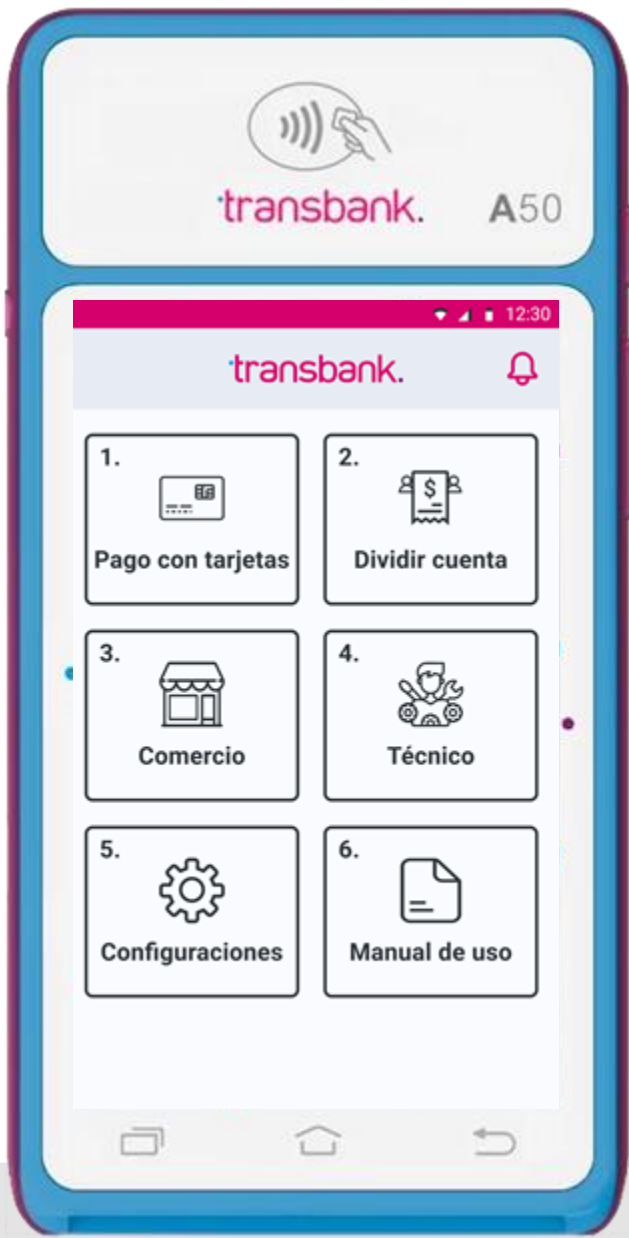 transbank.
A50
12:30
transbank.
1.
Pago con tarjetas
2.
$
Dividir cuenta
3.
Comercio
4.
Técnico
5.
Configuraciones
6.
Manual de uso